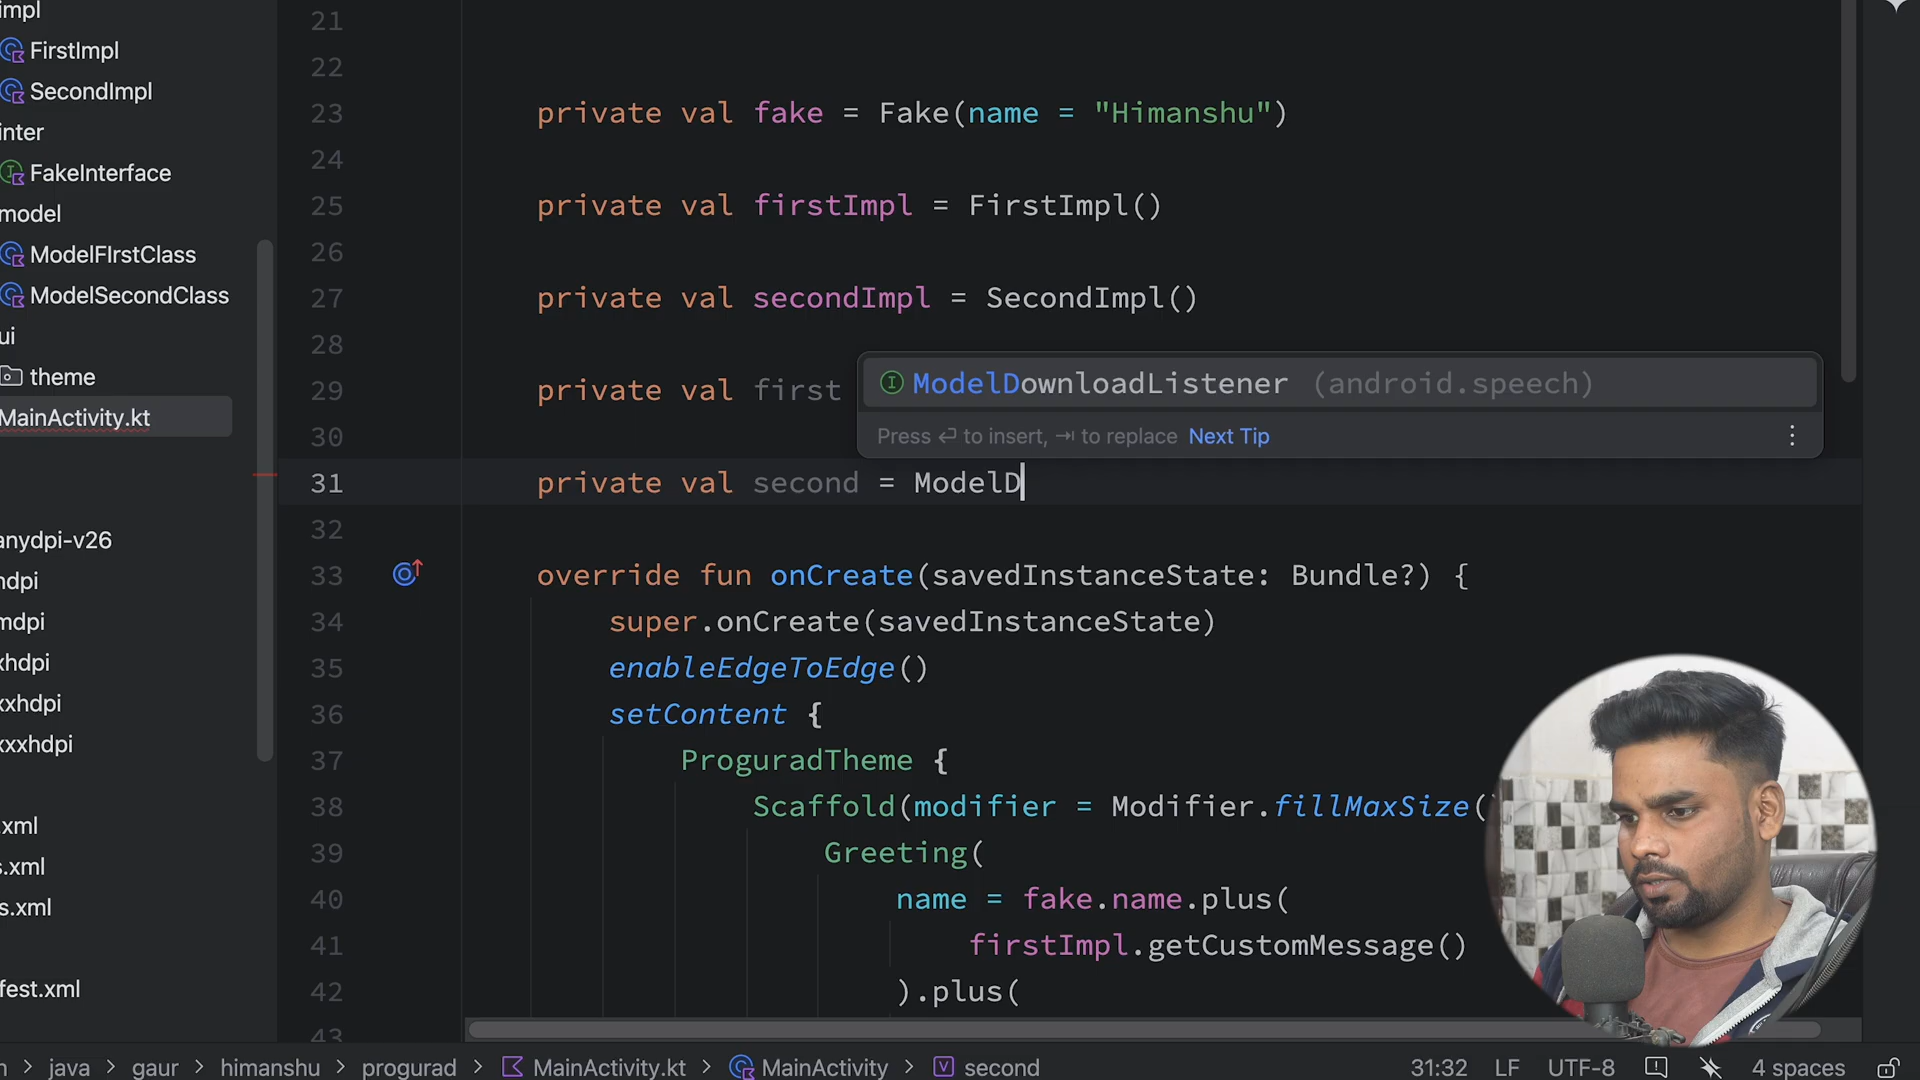 impl
FirstImpl
SecondImpl
inter
FakeInterface
model
ModelFIrstClass
ModelSecondClass
ui
theme
MainActivity.kt
anydpi-v26
hdpi
mdpi
xhdpi
xxhdpi
xxxhdpi
.xml
s.xml
s.xml
fest.xml
21
22
23 private val fake = Fake(name = "Himanshu")
24
25 private val firstImpl = FirstImpl()
26
27 private val secondImpl = SecondImpl()
28
29 private val first
ModelDownloadListener (android.speech)
Press ⏎ to insert, ⇥ to replace Next Tip
30
31 private val second = ModelD
32
33 override fun onCreate(savedInstanceState: Bundle?) {
34 super.onCreate(savedInstanceState)
35 enableEdgeToEdge()
36 setContent {
37 ProguradTheme {
38 Scaffold(modifier = Modifier.fillMaxSize(
39 Greeting(
40 name = fake.name.plus(
41 firstImpl.getCustomMessage()
42 ).plus(
43
n > java > gaur > himanshu > progurad > MainActivity.kt > MainActivity > second
31:32 LF UTF-8 4 spaces